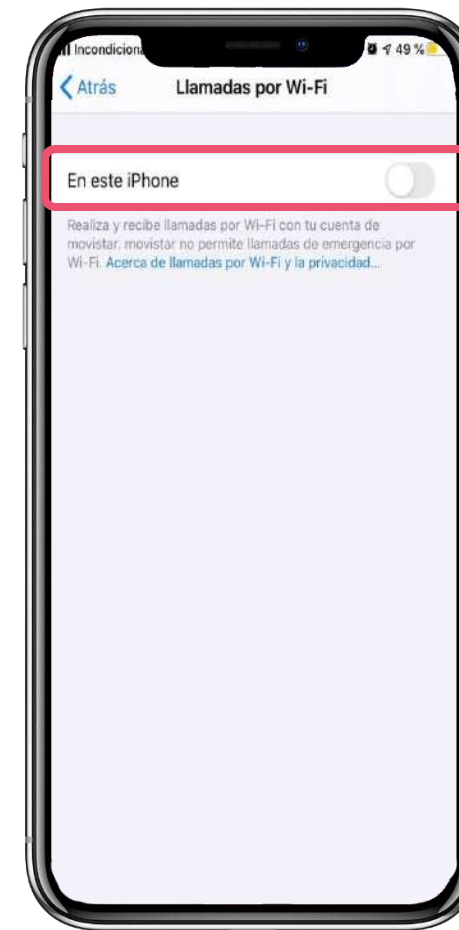 49 %
Atrás
Llamadas por Wi-Fi
En este iPhone
Realiza y recibe llamadas por Wi-Fi con tu cuenta de
movistar. movistar no permite llamadas de emergencia por
Wi-Fi. Acerca de llamadas por Wi-Fi y la privacidad...